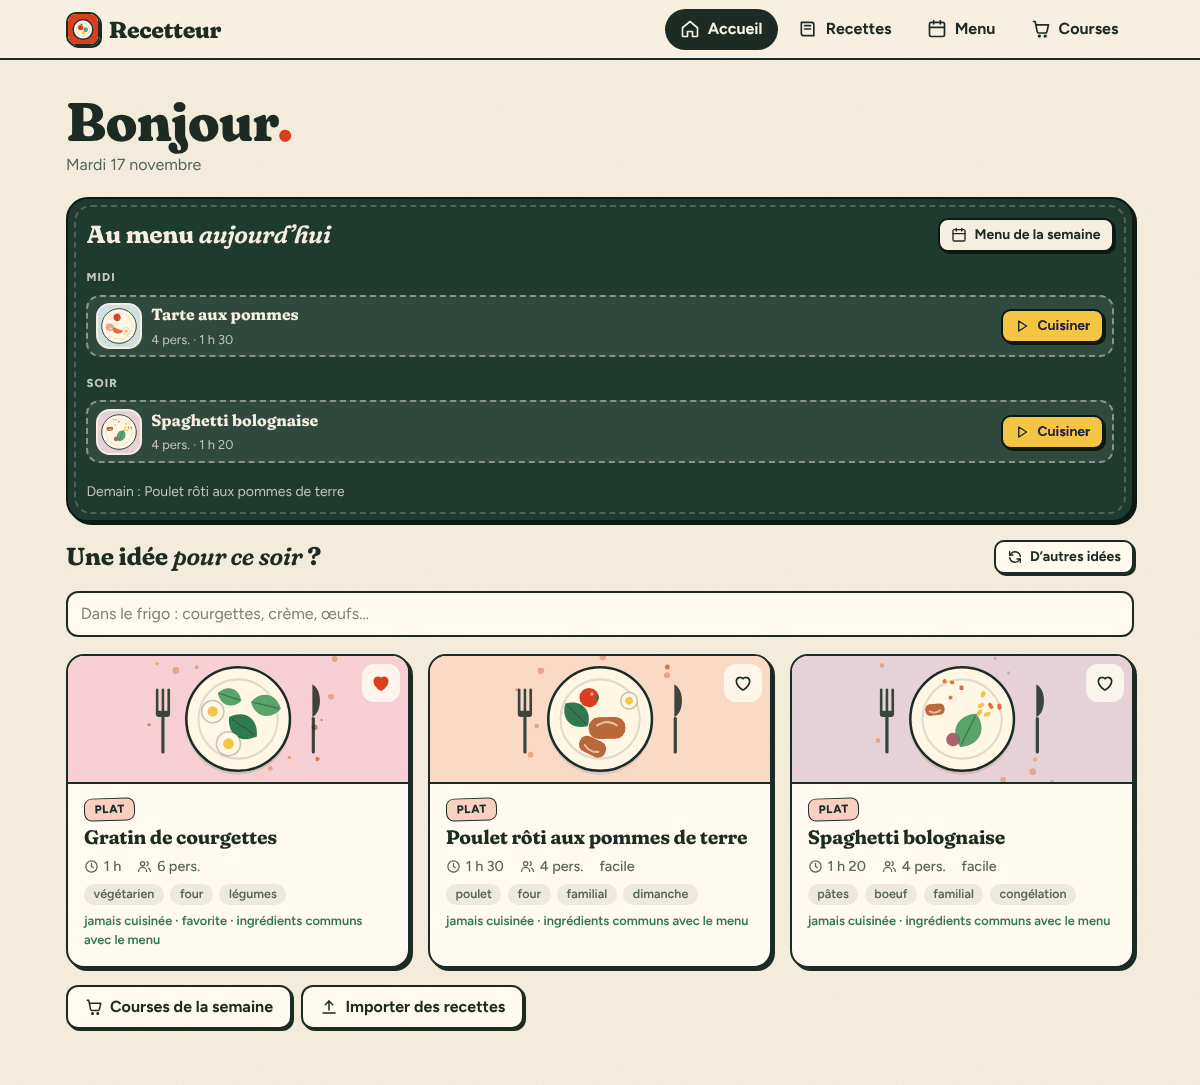 Recetteur
Accueil
Recettes
Menu
Courses
Bonjour.
Mardi 17 novembre
Au menu aujourd’hui
Menu de la semaine
MIDI
Tarte aux pommes
4 pers. · 1 h 30
Cuisiner
SOIR
Spaghetti bolognaise
4 pers. · 1 h 20
Cuisiner
Demain : Poulet rôti aux pommes de terre
Une idée pour ce soir ?
D’autres idées
Dans le frigo : courgettes, crème, œufs…
PLAT
Gratin de courgettes
1 h 6 pers.
végétarien four légumes
jamais cuisinée · favorite · ingrédients communs
avec le menu
PLAT
Poulet rôti aux pommes de terre
1 h 30 4 pers. facile
poulet four familial dimanche
jamais cuisinée · ingrédients communs avec le menu
PLAT
Spaghetti bolognaise
1 h 20 4 pers. facile
pâtes boeuf familial congélation
jamais cuisinée · ingrédients communs avec le menu
Courses de la semaine
Importer des recettes